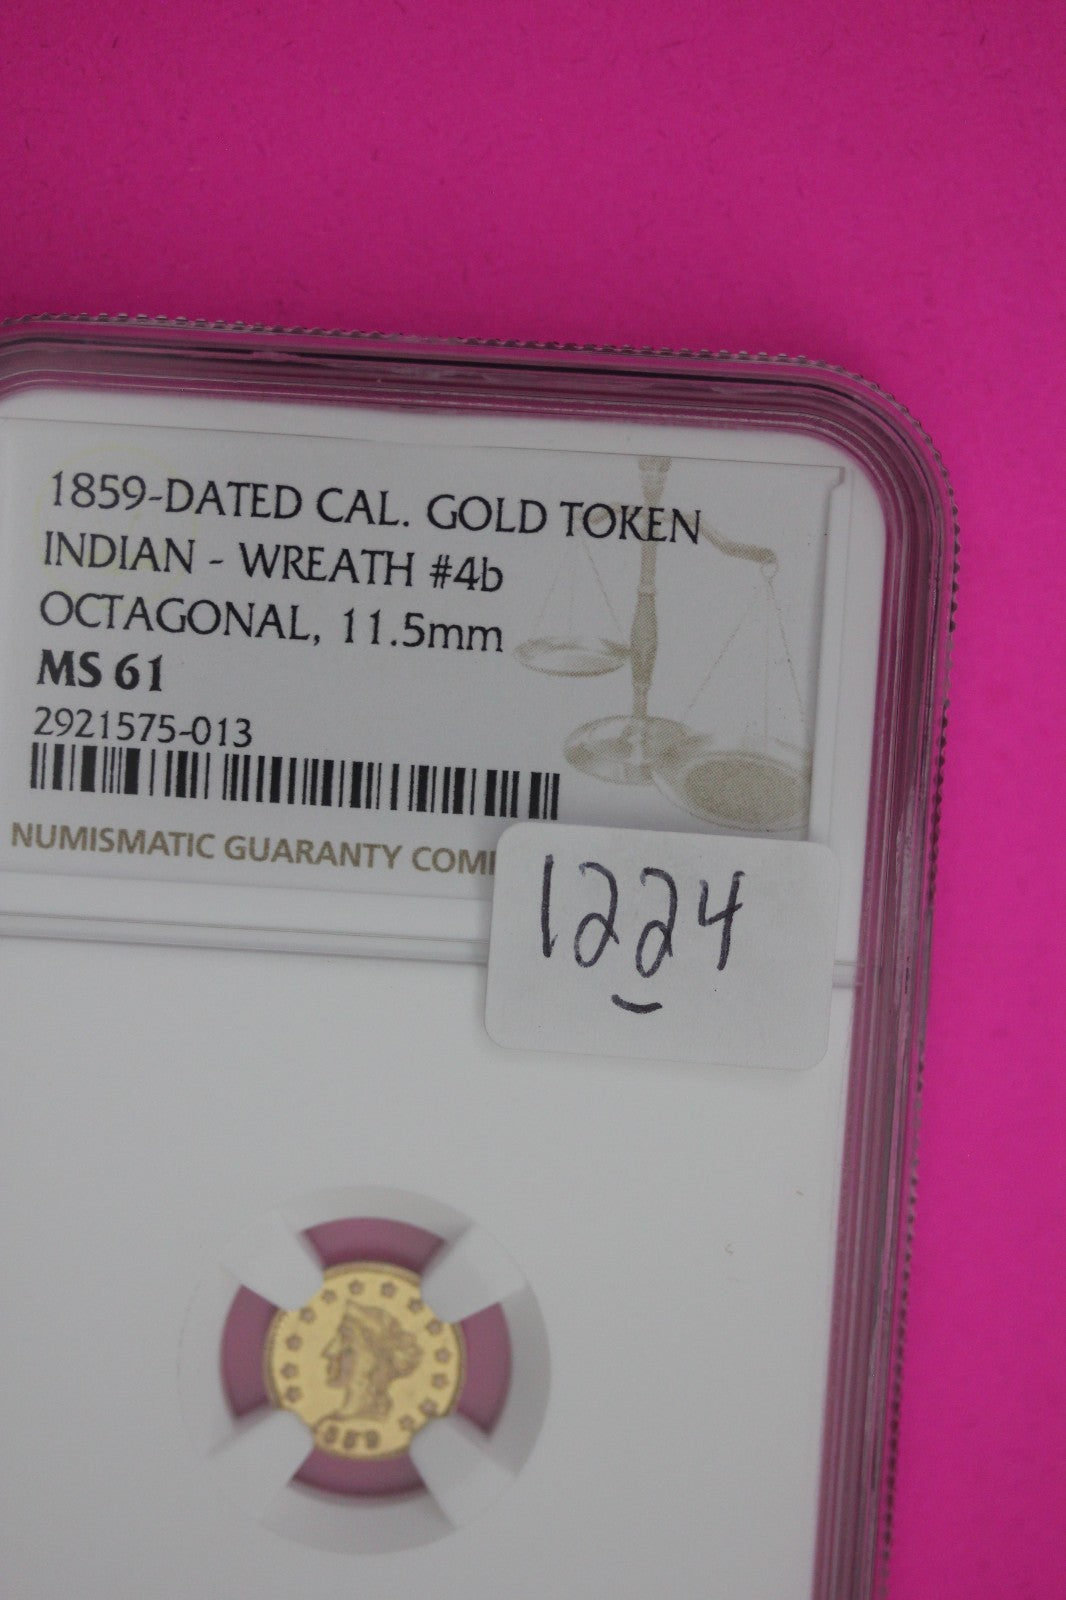 1859-DATED CAL. GOLD TOKEN
INDIAN - WREATH #4b
OCTAGONAL, 11.5mm
MS 61
2921575-013
NUMISMATIC GUARANTY COM
1224
859